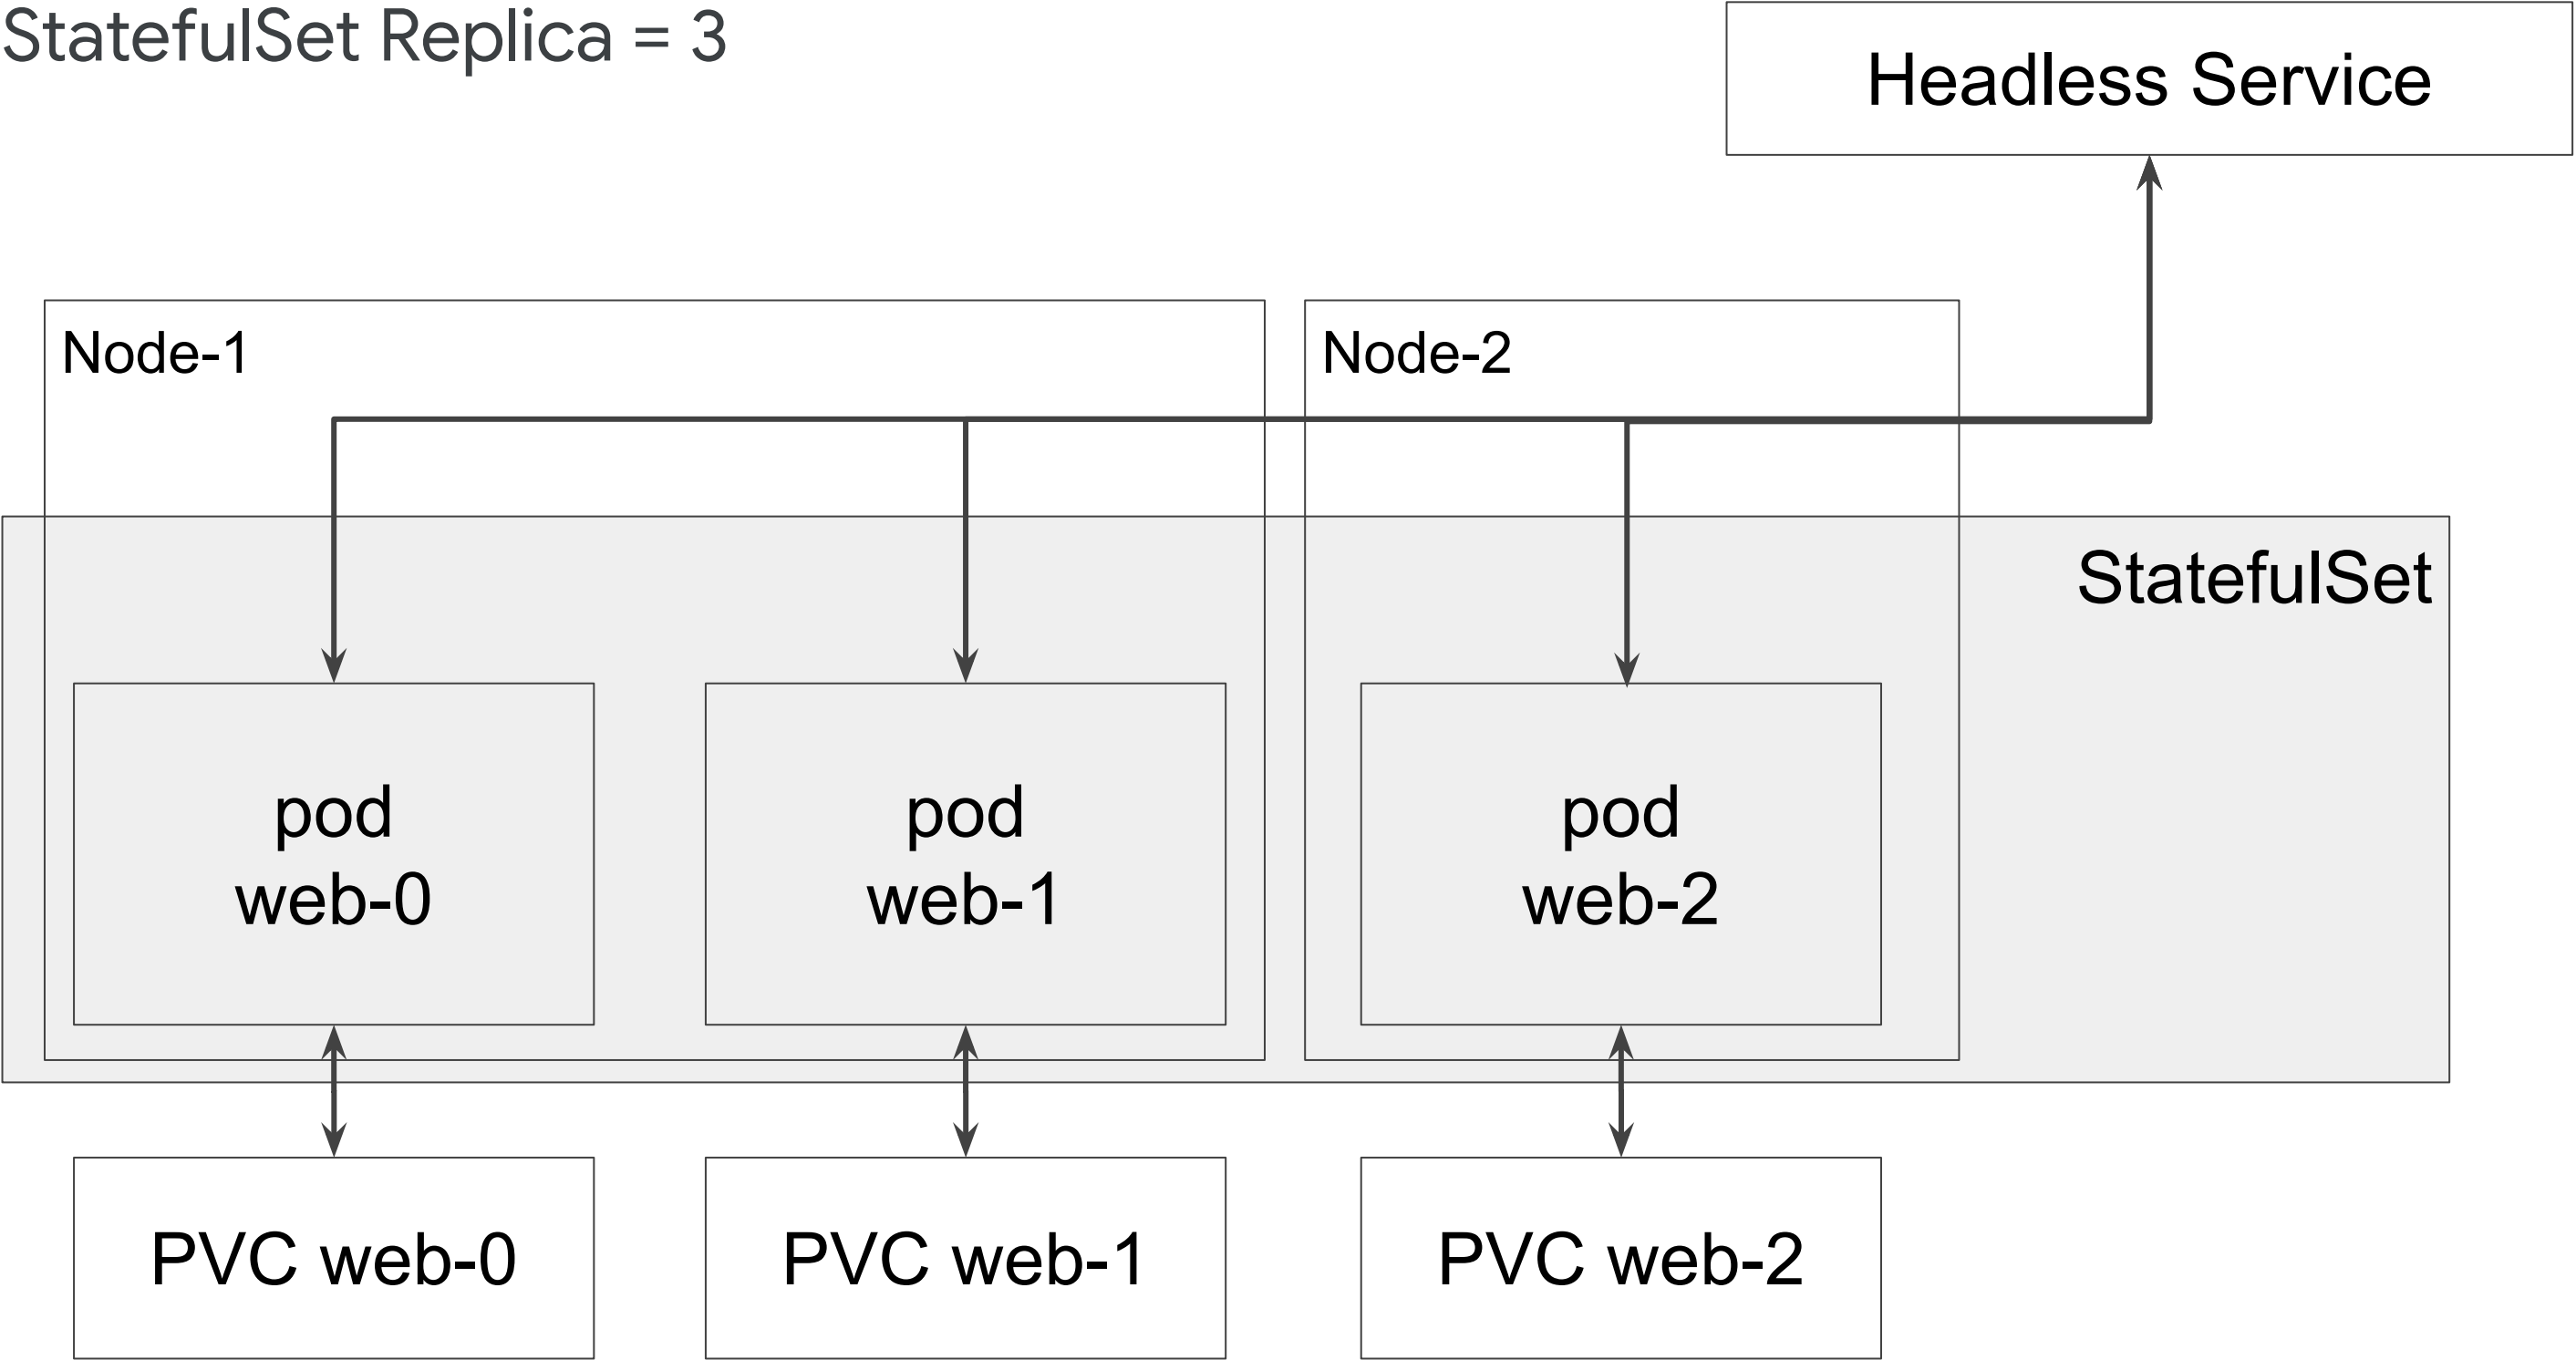 StatefulSet Replica = 3
Headless Service
Node-1
Node-2
StatefulSet
pod
web-0
pod
web-1
pod
web-2
PVC web-0
PVC web-1
PVC web-2